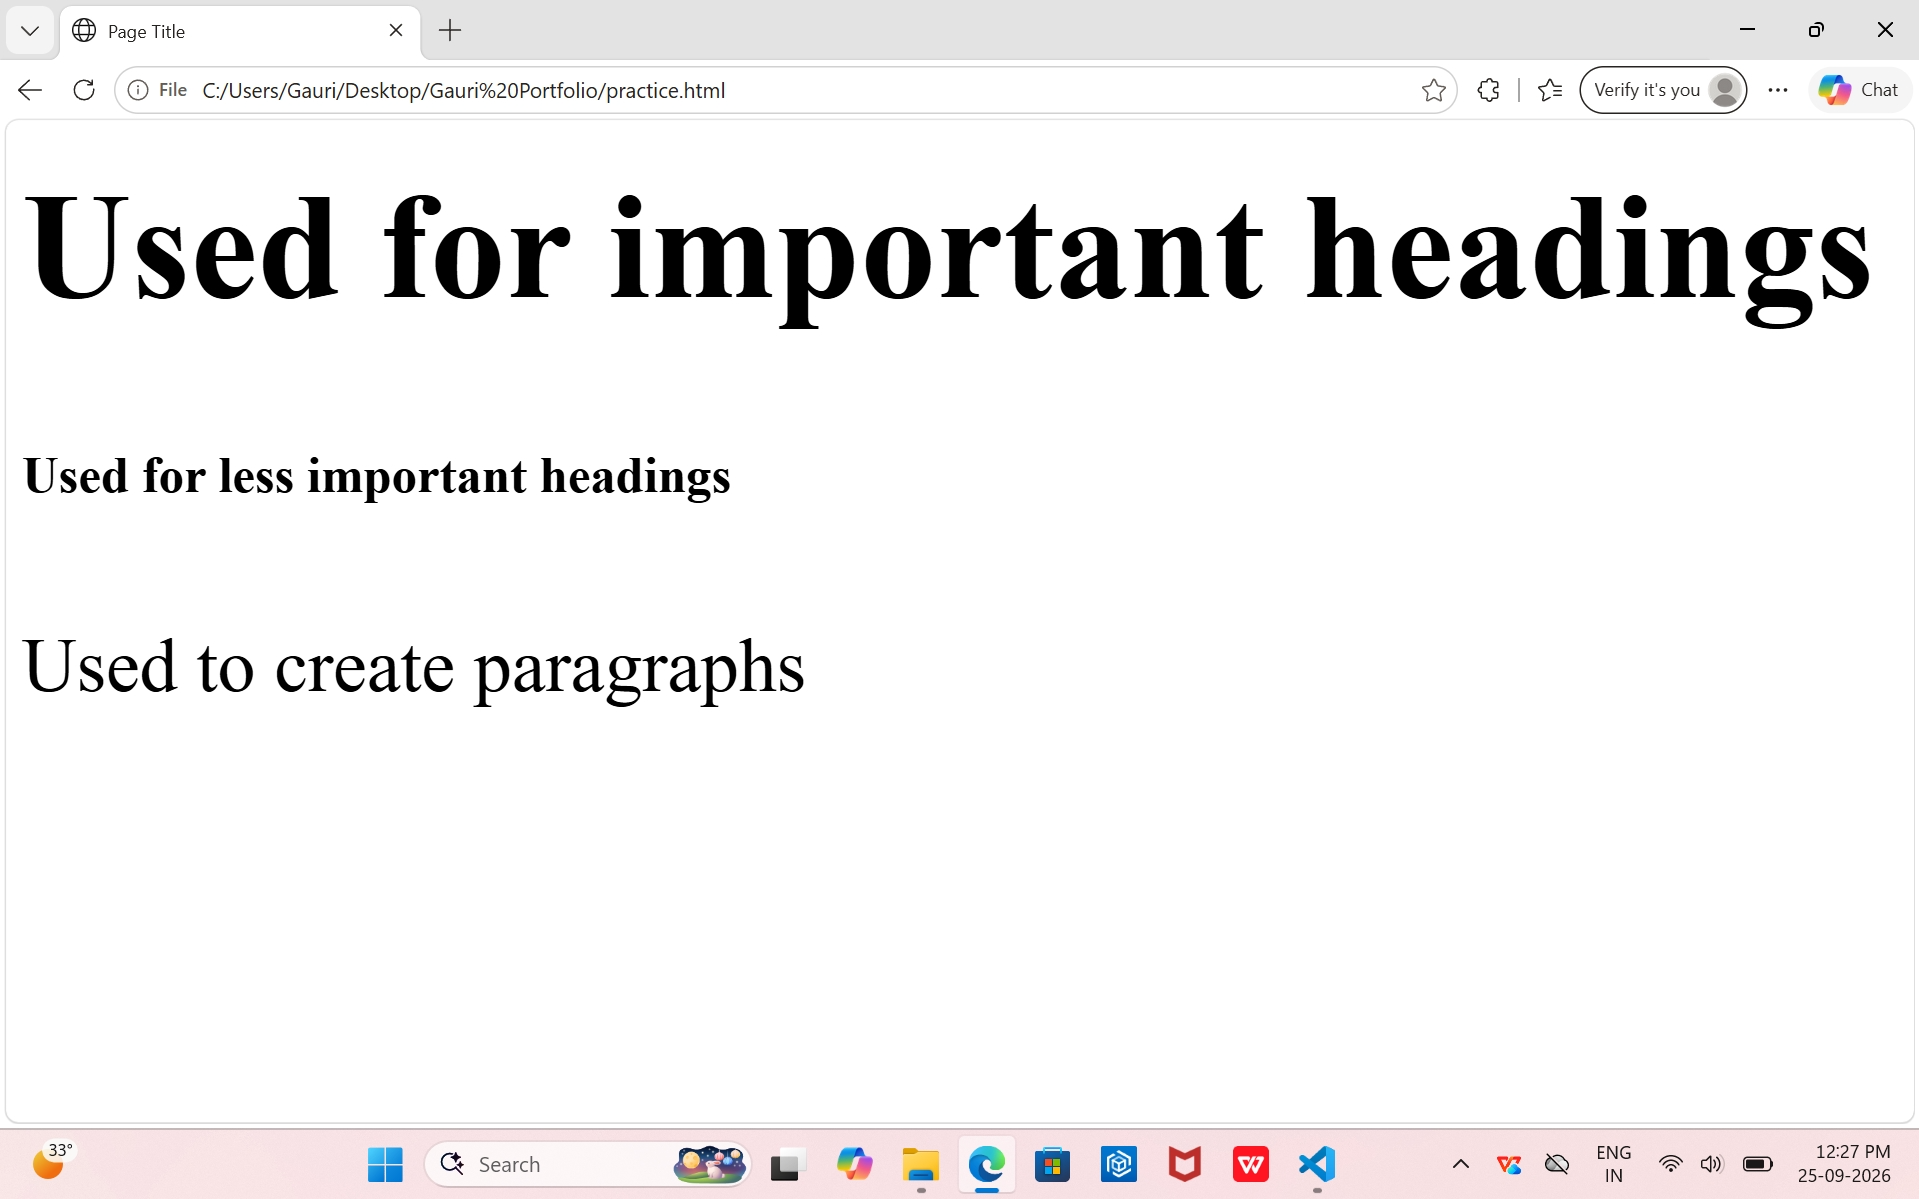 Page Title
File C:/Users/Gauri/Desktop/Gauri%20Portfolio/practice.html
Verify it's you
Chat
Used for important headings
Used for less important headings
Used to create paragraphs
33°
Search
ENG
IN
12:27 PM
25-09-2026